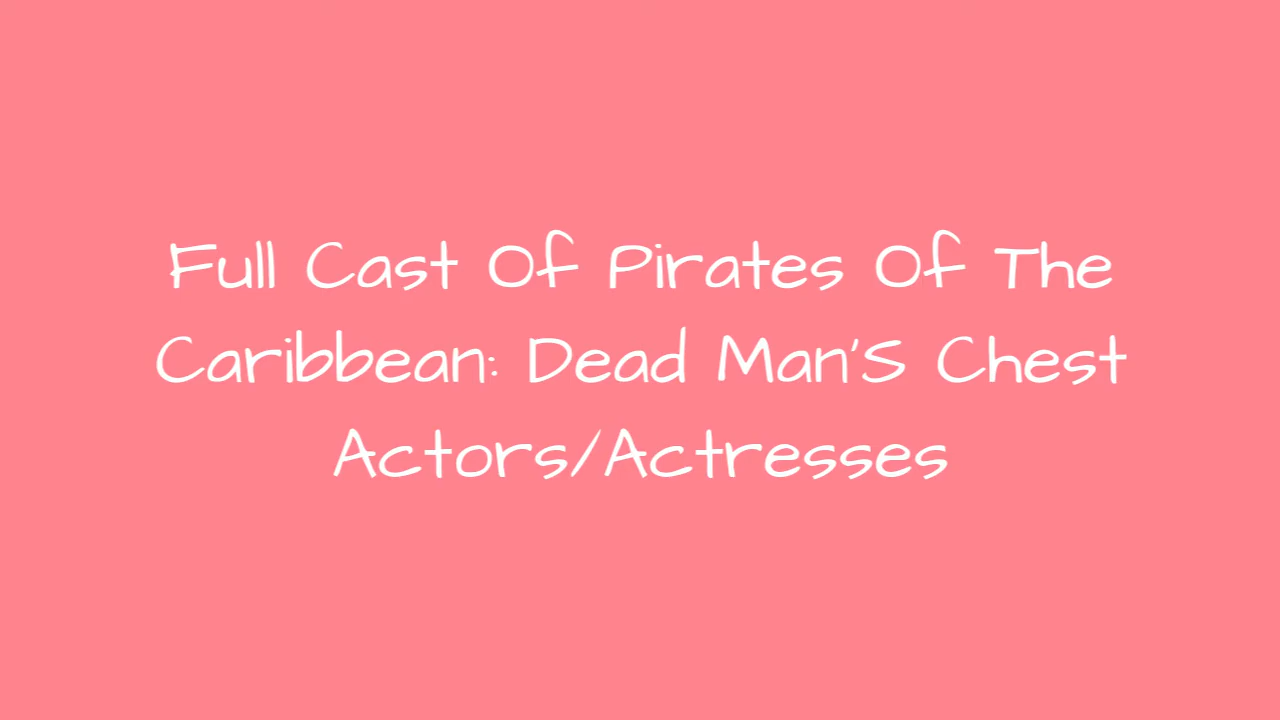 Full Cast Of Pirates Of The
Caribbean: Dead Man'S Chest
Actors/Actresses